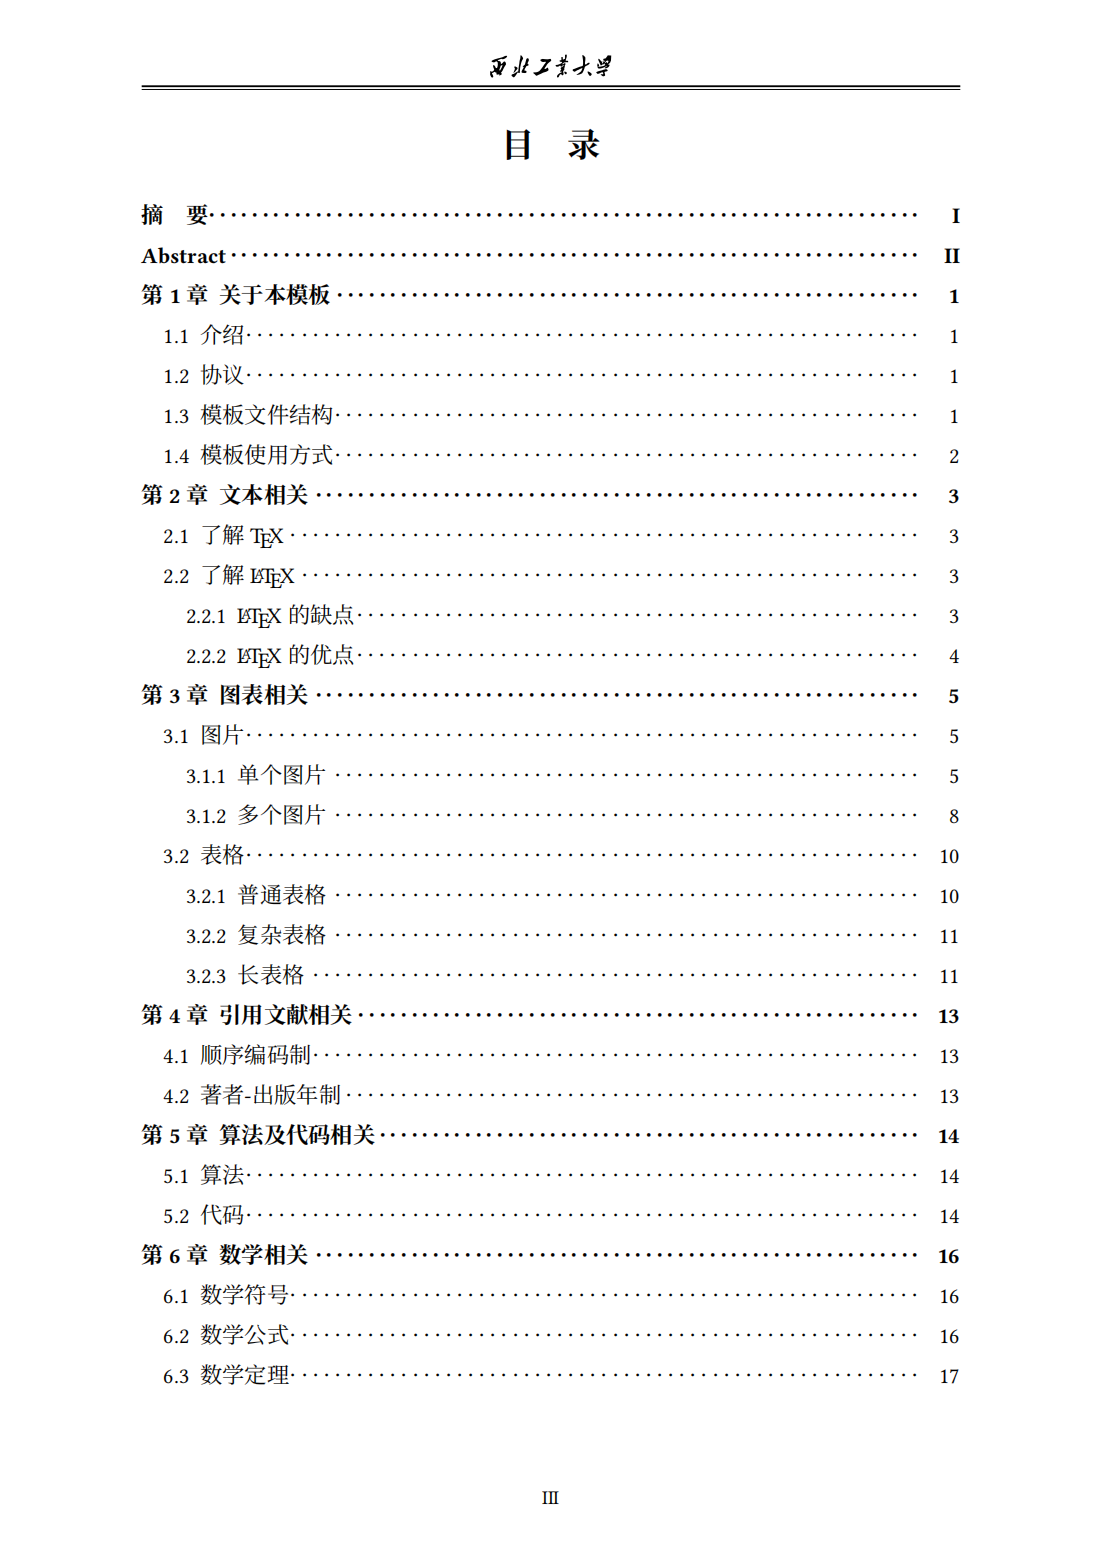 西北工业大学
目 录
摘 要 I
Abstract II
第 1 章 关于本模板 1
1.1 介绍 1
1.2 协议 1
1.3 模板文件结构 1
1.4 模板使用方式 2
第 2 章 文本相关 3
2.1 了解 TEX 3
2.2 了解 LATEX 3
2.2.1 LATEX 的缺点 3
2.2.2 LATEX 的优点 4
第 3 章 图表相关 5
3.1 图片 5
3.1.1 单个图片 5
3.1.2 多个图片 8
3.2 表格 10
3.2.1 普通表格 10
3.2.2 复杂表格 11
3.2.3 长表格 11
第 4 章 引用文献相关 13
4.1 顺序编码制 13
4.2 著者-出版年制 13
第 5 章 算法及代码相关 14
5.1 算法 14
5.2 代码 14
第 6 章 数学相关 16
6.1 数学符号 16
6.2 数学公式 16
6.3 数学定理 17
III